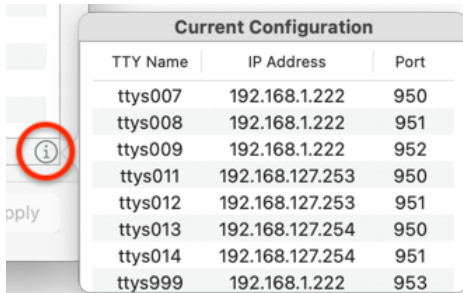 Current Configuration
TTY Name IP Address Port
ttys007 192.168.1.222 950
ttys008 192.168.1.222 951
ttys009 192.168.1.222 952
ttys011 192.168.127.253 950
ttys012 192.168.127.253 951
ttys013 192.168.127.254 950
ttys014 192.168.127.254 951
ttys999 192.168.1.222 953
i
pply